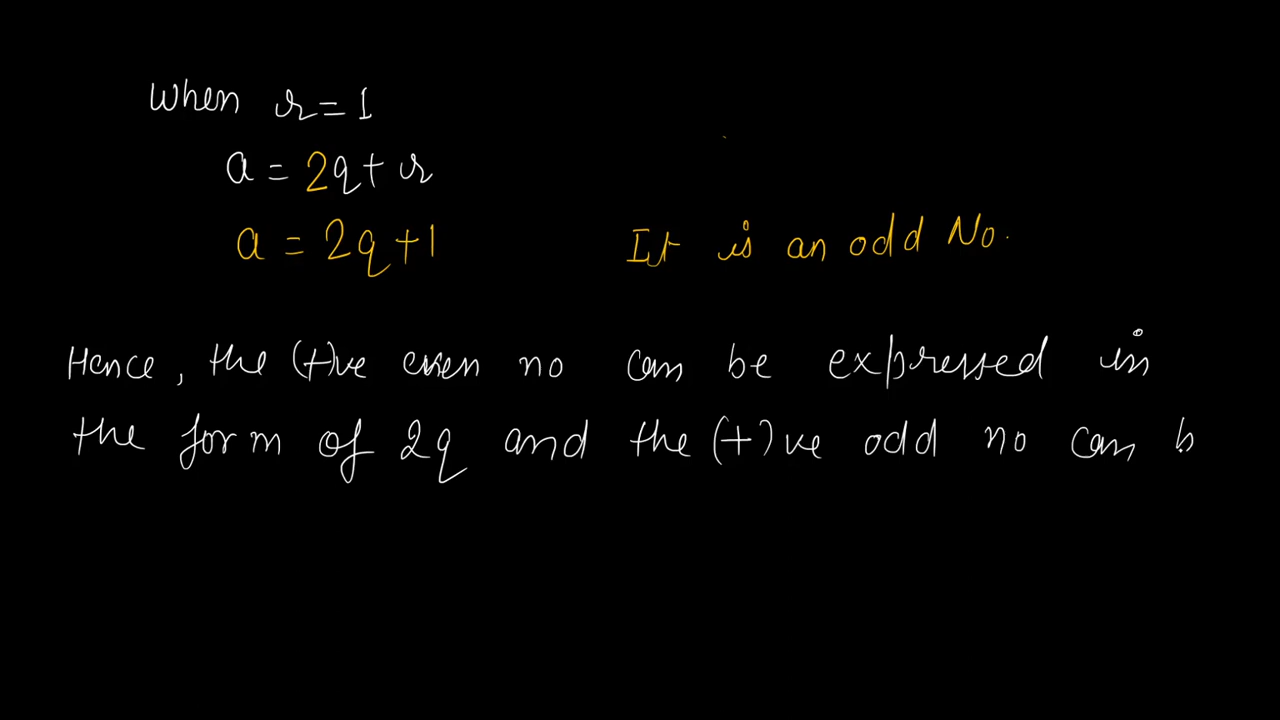 When r=1
a = 2q+ r
a = 2q+1 It is an odd No.
Hence, the (+)ve even no can be expressed in
the form of 2q and the (+)ve odd no can b